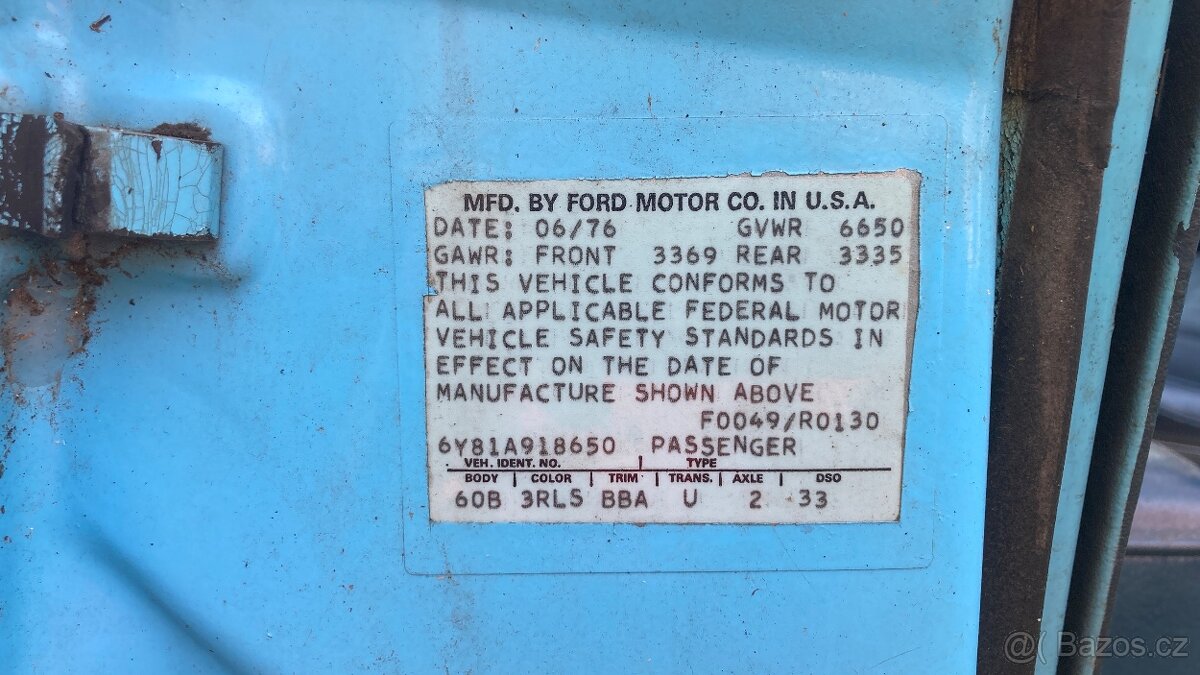 MFD. BY FORD MOTOR CO. IN U.S.A.
DATE: 06/76 GVWR 6650
GAWR: FRONT 3369 REAR 3335
THIS VEHICLE CONFORMS TO
ALL APPLICABLE FEDERAL MOTOR
VEHICLE SAFETY STANDARDS IN
EFFECT ON THE DATE OF
MANUFACTURE SHOWN ABOVE
F0049/R0130
6Y81A918650 PASSENGER
VEH. IDENT. NO. | TYPE
BODY | COLOR | TRIM | TRANS. | AXLE | DSO
60B 3RLS BBA U 2 33
@( Bazos.cz